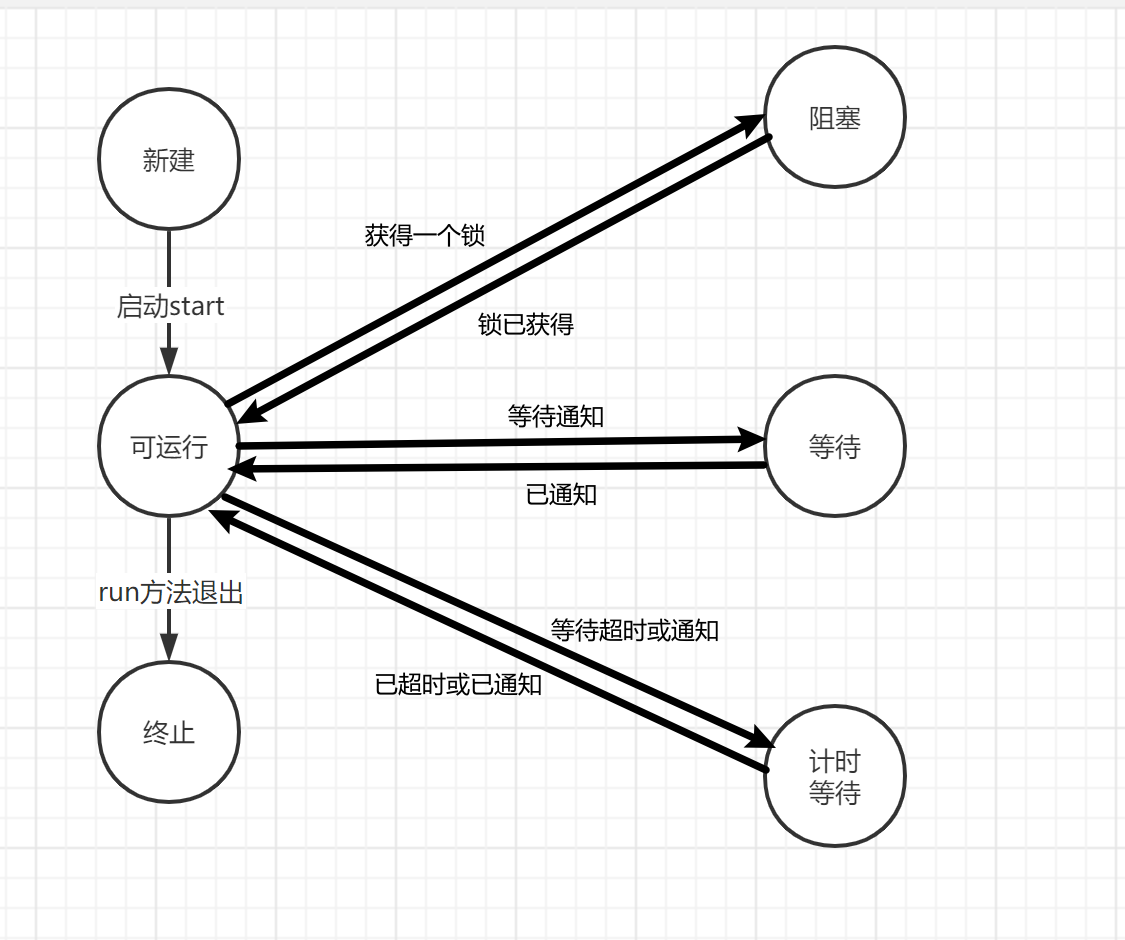 阻塞
新建
获得一个锁
启动start
锁已获得
等待通知
可运行
等待
已通知
run方法退出
等待超时或通知
已超时或已通知
终止
计时
等待